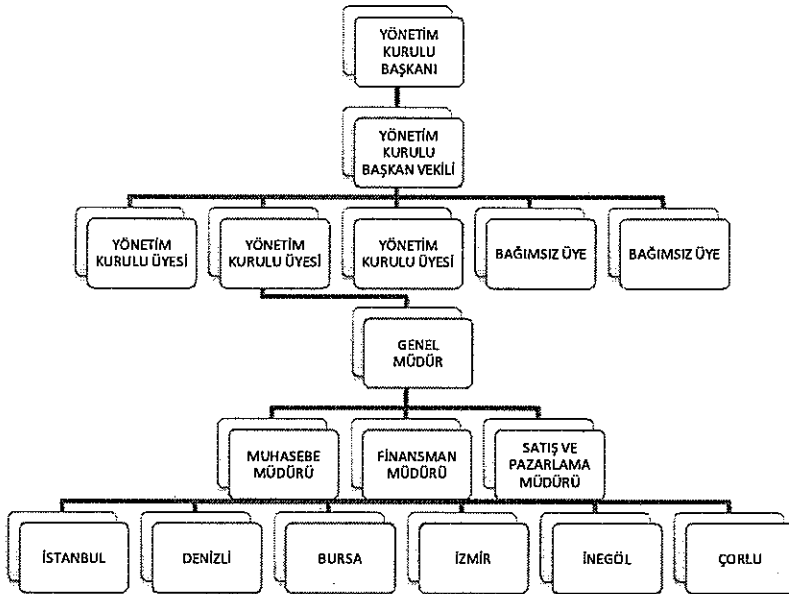 YÖNETİM
KURULU
BAŞKANI
YÖNETİM
KURULU
BAŞKAN VEKİLİ
YÖNETİM
KURULU ÜYESİ
YÖNETİM
KURULU ÜYESİ
YÖNETİM
KURULU ÜYESİ
BAĞIMSIZ ÜYE
BAĞIMSIZ ÜYE
GENEL
MÜDÜR
MUHASEBE
MÜDÜRÜ
FİNANSMAN
MÜDÜRÜ
SATIŞ VE
PAZARLAMA
MÜDÜRÜ
İSTANBUL
DENİZLİ
BURSA
İZMİR
İNEGÖL
ÇORLU